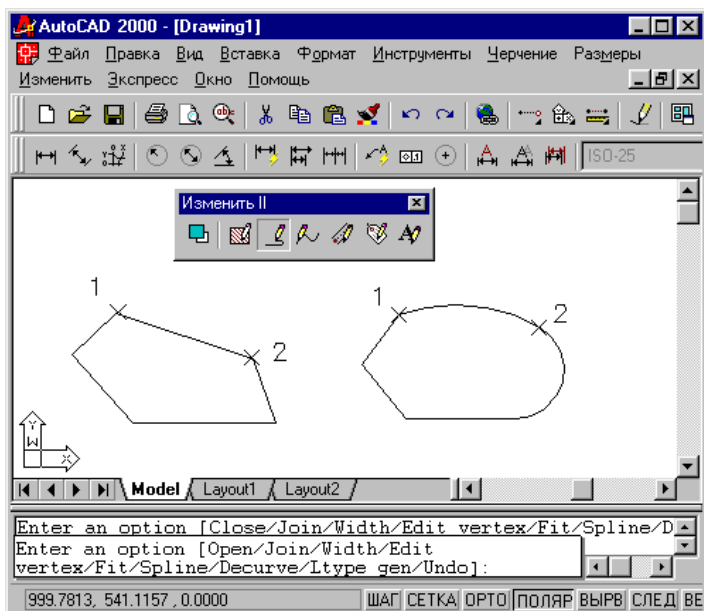 AutoCAD 2000 - [Drawing1]
Файл Правка Вид Вставка Формат Инструменты Черчение Размеры
Изменить Экспресс Окно Помощь
ISO-25
Изменить II
1
2
1
2
Y
W
X
Model Layout1 Layout2
Enter an option [Close/Join/Width/Edit vertex/Fit/Spline/D
Enter an option [Open/Join/Width/Edit
vertex/Fit/Spline/Decurve/Ltype gen/Undo]:
999.7813, 541.1157 , 0.0000 ШАГ СЕТКА ОРТО ПОЛЯР ВЫРВ СЛЕД ВЕ